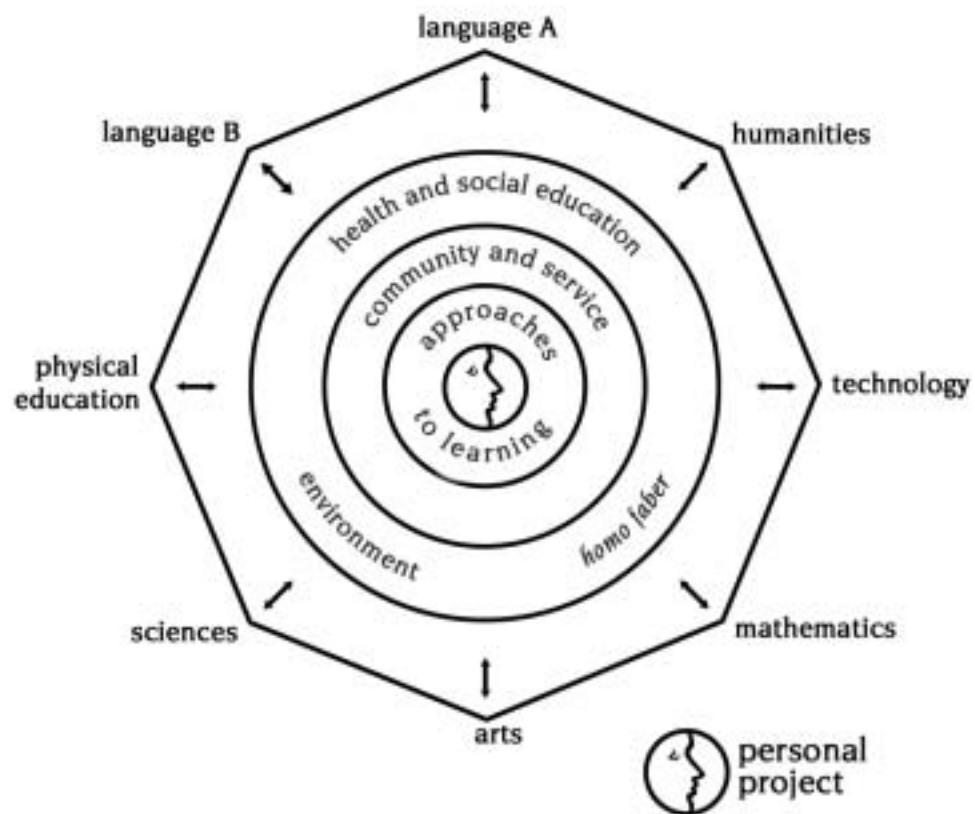 language A
language B
humanities
health and social education
community and service
approaches
to learning
physical
education
technology
environment
homo faber
sciences
mathematics
arts
personal
project